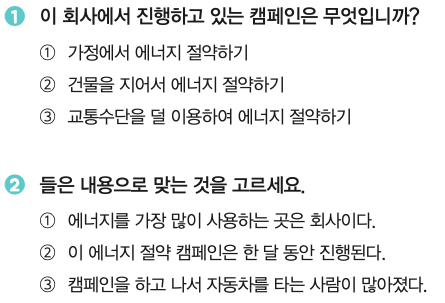 1 이 회사에서 진행하고 있는 캠페인은 무엇입니까?
① 가정에서 에너지 절약하기
② 건물을 지어서 에너지 절약하기
③ 교통수단을 덜 이용하여 에너지 절약하기
2 들은 내용으로 맞는 것을 고르세요.
① 에너지를 가장 많이 사용하는 곳은 회사이다.
② 이 에너지 절약 캠페인은 한 달 동안 진행된다.
③ 캠페인을 하고 나서 자동차를 타는 사람이 많아졌다.